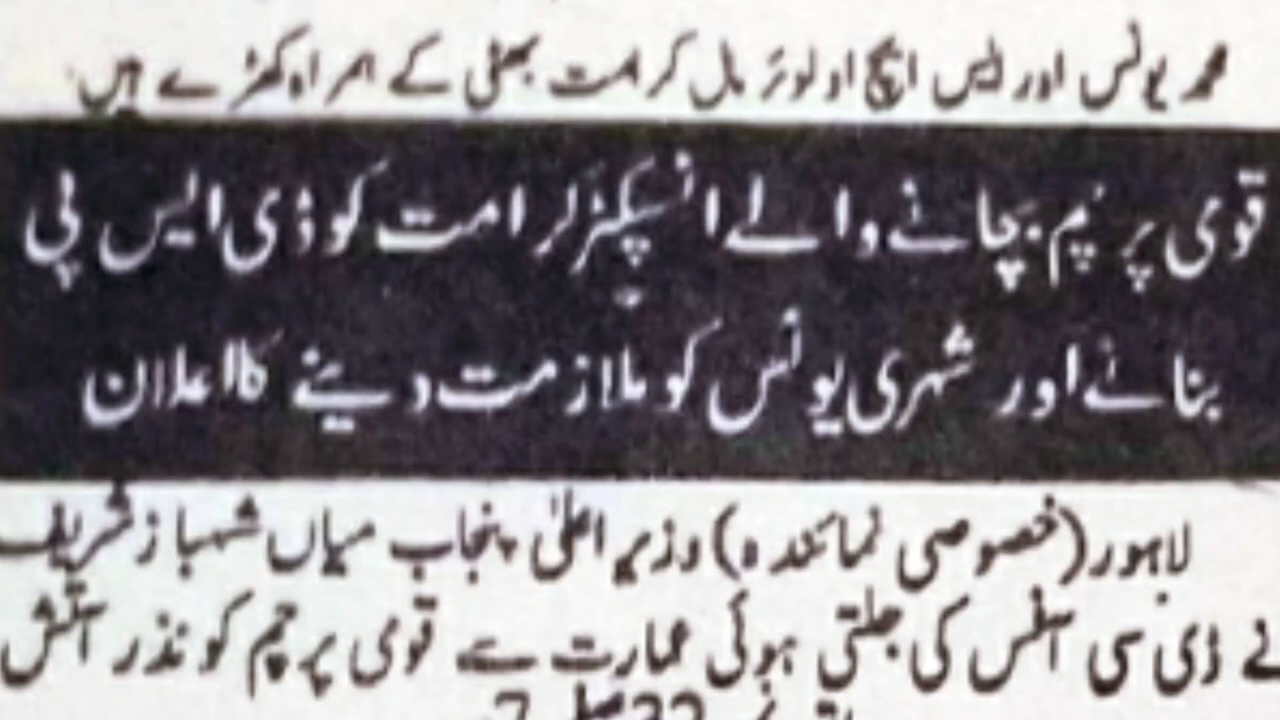 محمد یونس اور ایس ایچ او لوئر مال کرامت بھٹی کے ہمراہ کھڑے ہیں
قومی پرچم بچانے والے انسپکٹر کرامت کو ڈی ایس پی
بنانے اور شہری یونس کو ملازمت دینے کا اعلان
لاہور (خصوصی نمائندہ) وزیر اعلیٰ پنجاب میاں شہباز شریف
نے ڈی سی آفس کی جلتی ہوئی عمارت سے قومی پرچم کو نذر آتش